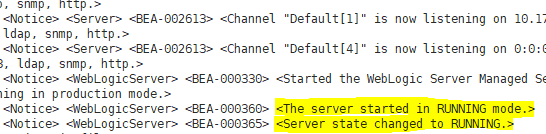 , snmp, http.>
<Notice> <Server> <BEA-002613> <Channel "Default[1]" is now listening on 10.17
ldap, snmp, http.>
<Notice> <Server> <BEA-002613> <Channel "Default[4]" is now listening on 0:0:0
, ldap, snmp, http.>
<Notice> <WebLogicServer> <BEA-000330> <Started the WebLogic Server Managed Se
ning in production mode.>
<Notice> <WebLogicServer> <BEA-000360> <The server started in RUNNING mode.>
<Notice> <WebLogicServer> <BEA-000365> <Server state changed to RUNNING.>